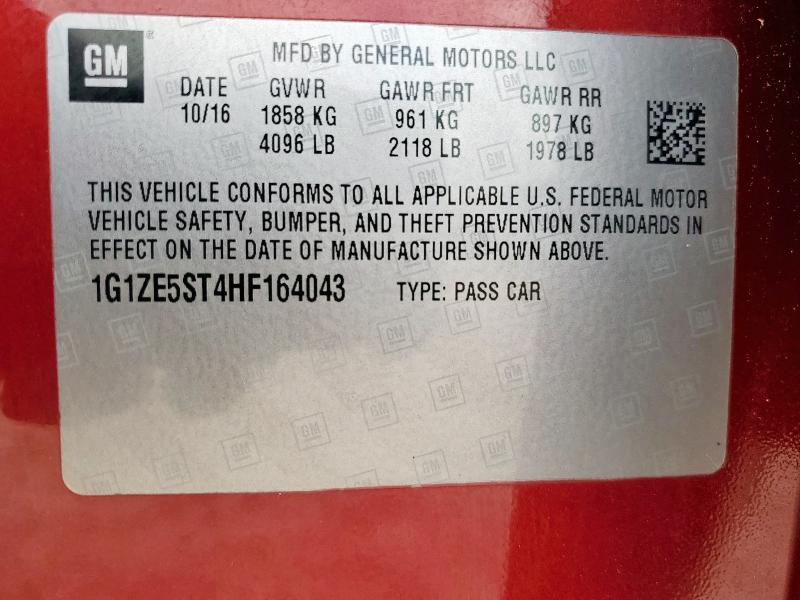 GM
MFD BY GENERAL MOTORS LLC
DATE GVWR GAWR FRT GAWR RR
10/16 1858 KG 961 KG 897 KG
4096 LB 2118 LB 1978 LB
THIS VEHICLE CONFORMS TO ALL APPLICABLE U.S. FEDERAL MOTOR
VEHICLE SAFETY, BUMPER, AND THEFT PREVENTION STANDARDS IN
EFFECT ON THE DATE OF MANUFACTURE SHOWN ABOVE.
1G1ZE5ST4HF164043 TYPE: PASS CAR